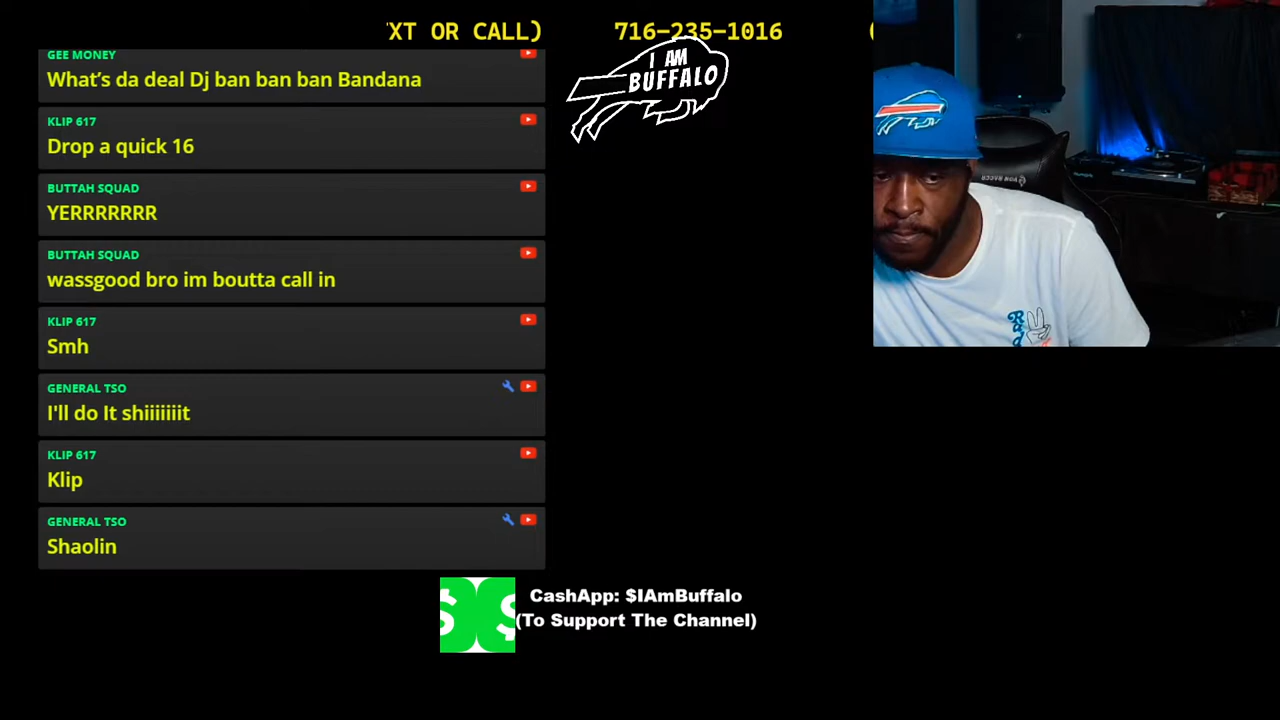 XT OR CALL) 716-235-1016
I AM
BUFFALO
GEE MONEY
What's da deal Dj ban ban ban Bandana
KLIP 617
Drop a quick 16
BUTTAH SQUAD
YERRRRRRR
BUTTAH SQUAD
wassgood bro im boutta call in
KLIP 617
Smh
GENERAL TSO
I'll do It shiiiiiiit
KLIP 617
Klip
GENERAL TSO
Shaolin
CashApp: $IAmBuffalo
(To Support The Channel)